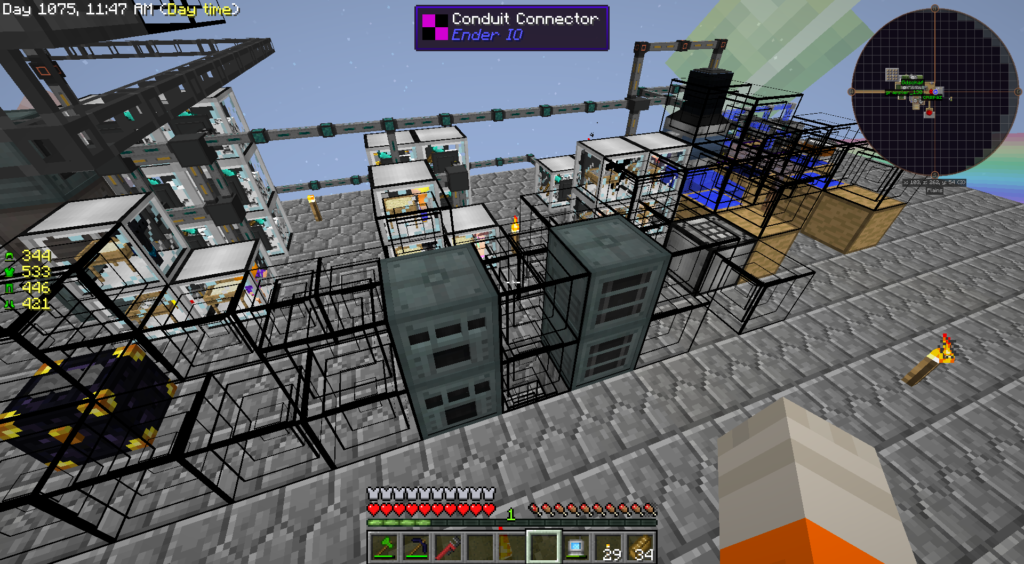 Day 1075, 11:47 AM (Day time)
Conduit Connector
Ender IO
344
533
446
421
1
29
34